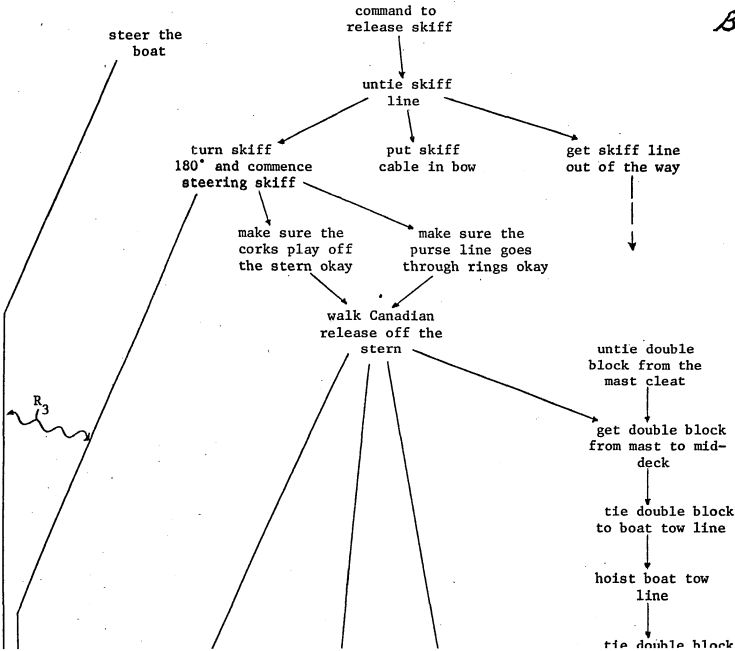 command to
release skiff
B
steer the
boat
untie skiff
line
turn skiff
180° and commence
steering skiff
put skiff
cable in bow
get skiff line
out of the way
make sure the
corks play off
the stern okay
make sure the
purse line goes
through rings okay
walk Canadian
release off the
stern
untie double
block from the
mast cleat
R3
get double block
from mast to mid-
deck
tie double block
to boat tow line
hoist boat tow
line
tie double block